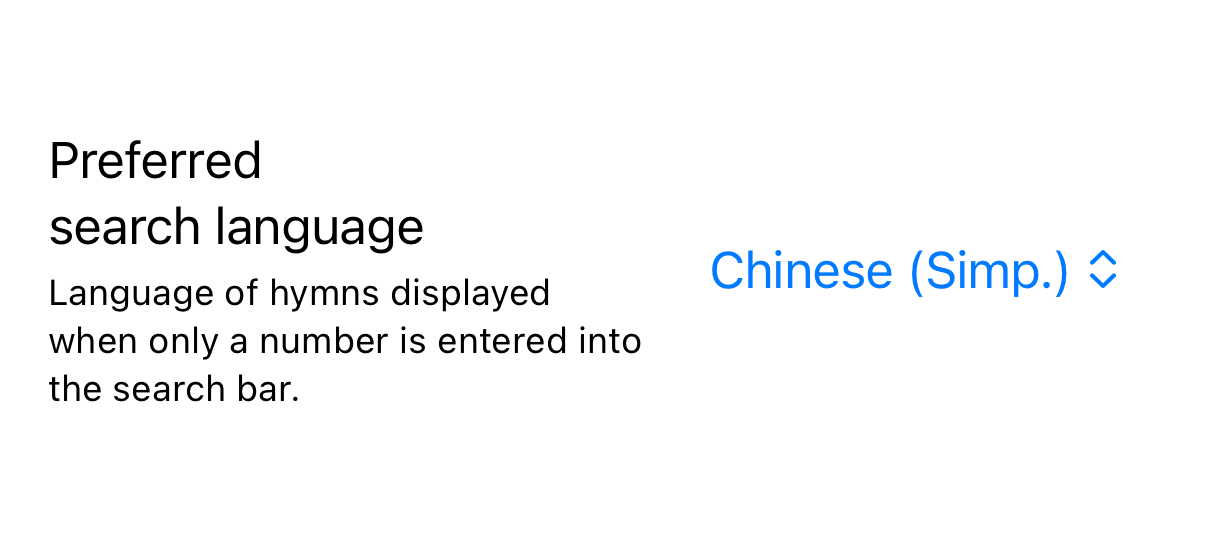 Preferred
search language
Language of hymns displayed
when only a number is entered into
the search bar.
Chinese (Simp.)